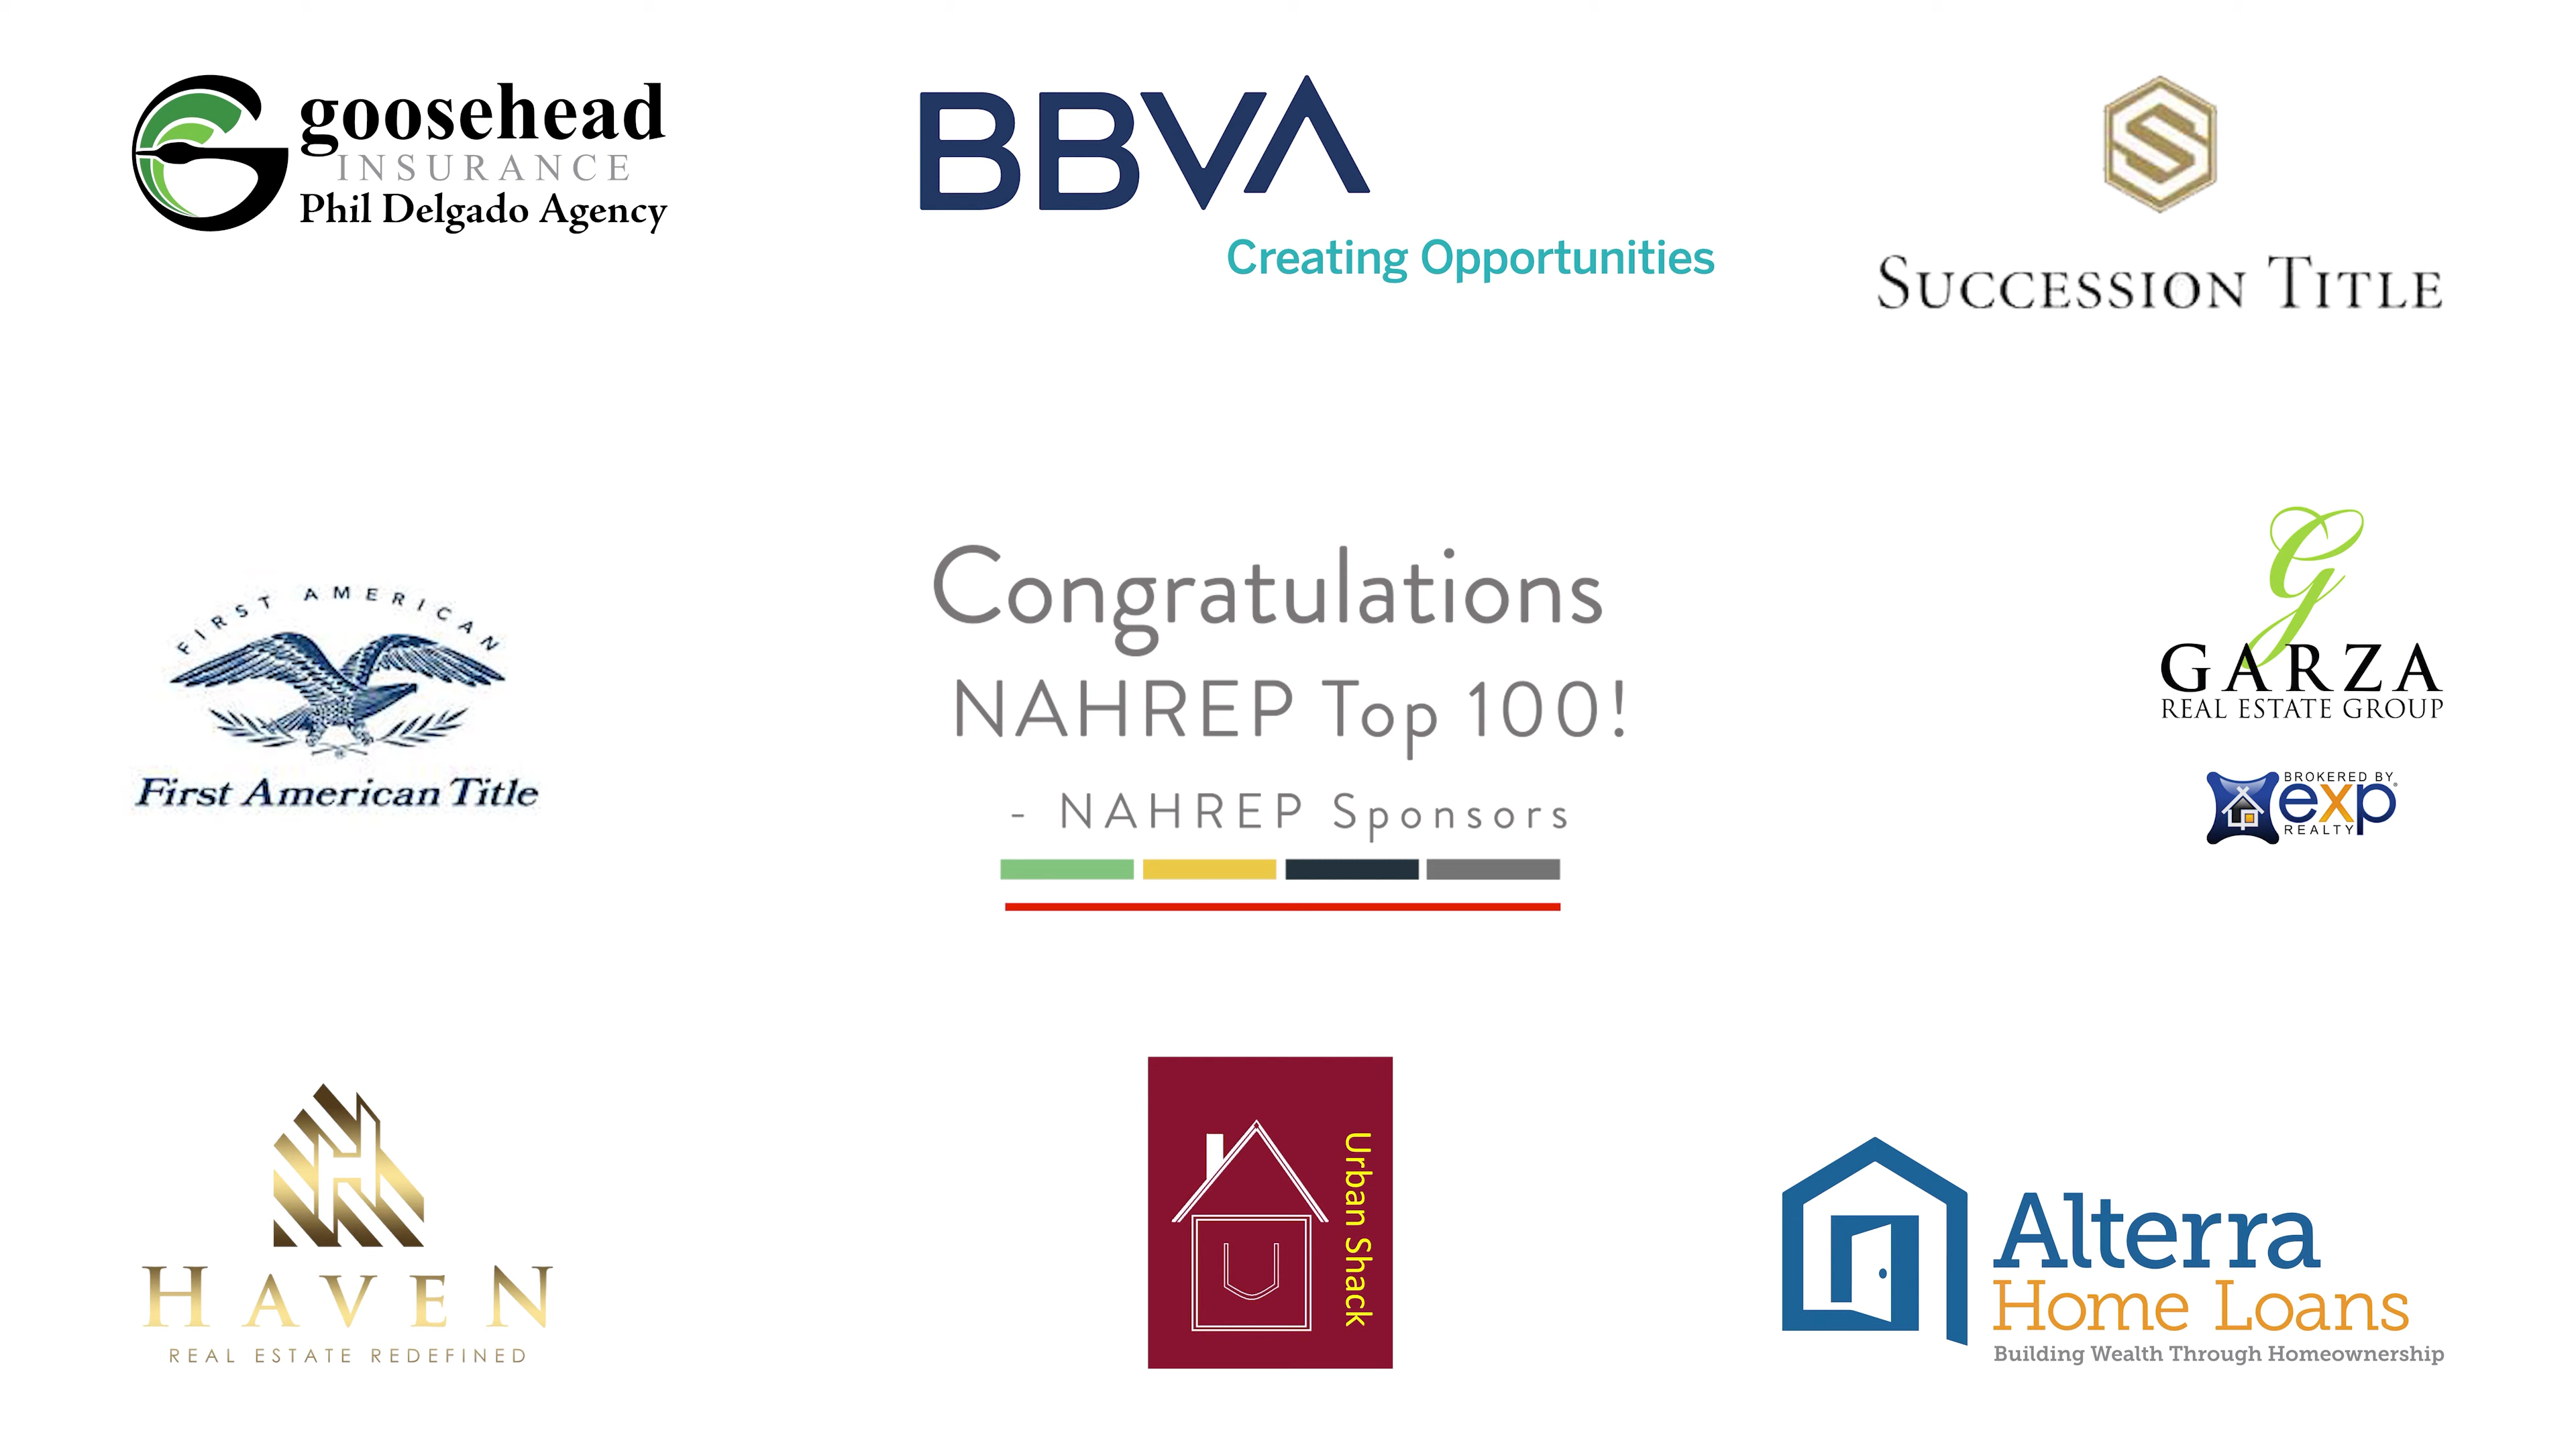 goosehead
INSURANCE
Phil Delgado Agency
BBVA
Creating Opportunities
SUCCESSION TITLE
FIRST AMERICAN
First American Title
Congratulations
NAHREP Top 100!
- NAHREP Sponsors
G
GARZA
REAL ESTATE GROUP
BROKERED BY
exp®
REALTY
H
HAVEN
REAL ESTATE REDEFINED
U
Urban Shack
Alterra
Home Loans
Building Wealth Through Homeownership